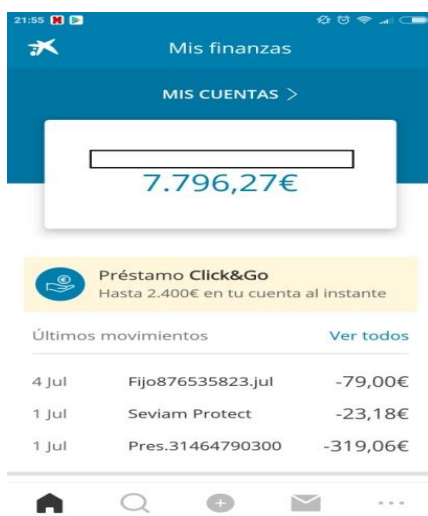 21:55
Mis finanzas
MIS CUENTAS >
7.796,27€
Préstamo Click&Go
Hasta 2.400€ en tu cuenta al instante
Últimos movimientos Ver todos
4 Jul Fijo876535823.jul -79,00€
1 Jul Seviam Protect -23,18€
1 Jul Pres.31464790300 -319,06€